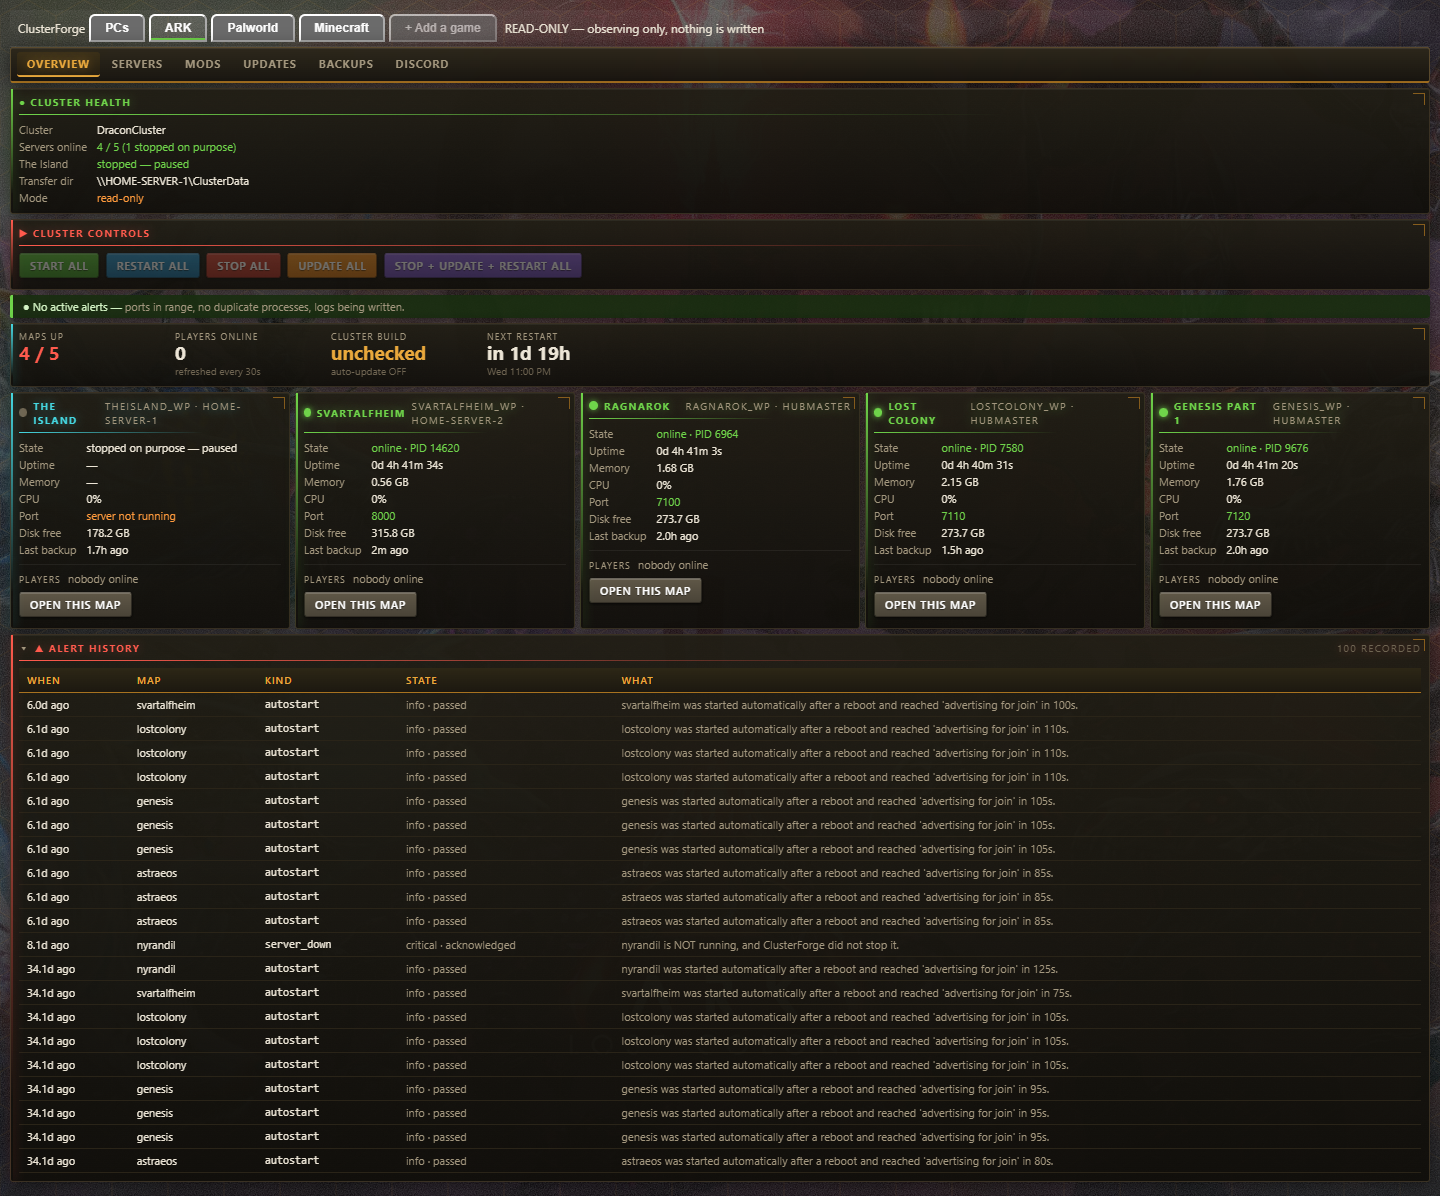 ClusterForge PCs ARK Palworld Minecraft + Add a game READ-ONLY — observing only, nothing is written
OVERVIEW SERVERS MODS UPDATES BACKUPS DISCORD
● CLUSTER HEALTH
Cluster DraconCluster
Servers online 4 / 5 (1 stopped on purpose)
The Island stopped — paused
Transfer dir \\HOME-SERVER-1\ClusterData
Mode read-only
▶ CLUSTER CONTROLS
START ALL RESTART ALL STOP ALL UPDATE ALL STOP + UPDATE + RESTART ALL
● No active alerts — ports in range, no duplicate processes, logs being written.
MAPS UP
4 / 5
PLAYERS ONLINE
0
refreshed every 30s
CLUSTER BUILD
unchecked
auto-update OFF
NEXT RESTART
in 1d 19h
Wed 11:00 PM
THE ISLAND
THEISLAND_WP · HOME-
SERVER-1
State stopped on purpose — paused
Uptime —
Memory —
CPU 0%
Port server not running
Disk free 178.2 GB
Last backup 1.7h ago
PLAYERS nobody online
OPEN THIS MAP
SVARTALFHEIM
SVARTALFHEIM_WP ·
HOME-SERVER-2
State online · PID 14620
Uptime 0d 4h 41m 34s
Memory 0.56 GB
CPU 0%
Port 8000
Disk free 315.8 GB
Last backup 2m ago
PLAYERS nobody online
OPEN THIS MAP
RAGNAROK RAGNAROK_WP · HUBMASTER
State online · PID 6964
Uptime 0d 4h 41m 3s
Memory 1.68 GB
CPU 0%
Port 7100
Disk free 273.7 GB
Last backup 2.0h ago
PLAYERS nobody online
OPEN THIS MAP
LOST COLONY
LOSTCOLONY_WP ·
HUBMASTER
State online · PID 7580
Uptime 0d 4h 40m 31s
Memory 2.15 GB
CPU 0%
Port 7110
Disk free 273.7 GB
Last backup 1.5h ago
PLAYERS nobody online
OPEN THIS MAP
GENESIS PART 1
GENESIS_WP ·
HUBMASTER
State online · PID 9676
Uptime 0d 4h 41m 20s
Memory 1.76 GB
CPU 0%
Port 7120
Disk free 273.7 GB
Last backup 2.0h ago
PLAYERS nobody online
OPEN THIS MAP
▾ ▲ ALERT HISTORY 100 RECORDED
WHEN MAP KIND STATE WHAT
6.0d ago svartalfheim autostart info · passed svartalfheim was started automatically after a reboot and reached 'advertising for join' in 100s.
6.1d ago lostcolony autostart info · passed lostcolony was started automatically after a reboot and reached 'advertising for join' in 110s.
6.1d ago lostcolony autostart info · passed lostcolony was started automatically after a reboot and reached 'advertising for join' in 110s.
6.1d ago lostcolony autostart info · passed lostcolony was started automatically after a reboot and reached 'advertising for join' in 110s.
6.1d ago genesis autostart info · passed genesis was started automatically after a reboot and reached 'advertising for join' in 105s.
6.1d ago genesis autostart info · passed genesis was started automatically after a reboot and reached 'advertising for join' in 105s.
6.1d ago genesis autostart info · passed genesis was started automatically after a reboot and reached 'advertising for join' in 105s.
6.1d ago astraeos autostart info · passed astraeos was started automatically after a reboot and reached 'advertising for join' in 85s.
6.1d ago astraeos autostart info · passed astraeos was started automatically after a reboot and reached 'advertising for join' in 85s.
6.1d ago astraeos autostart info · passed astraeos was started automatically after a reboot and reached 'advertising for join' in 85s.
8.1d ago nyrandil server_down critical · acknowledged nyrandil is NOT running, and ClusterForge did not stop it.
34.1d ago nyrandil autostart info · passed nyrandil was started automatically after a reboot and reached 'advertising for join' in 125s.
34.1d ago svartalfheim autostart info · passed svartalfheim was started automatically after a reboot and reached 'advertising for join' in 75s.
34.1d ago lostcolony autostart info · passed lostcolony was started automatically after a reboot and reached 'advertising for join' in 105s.
34.1d ago lostcolony autostart info · passed lostcolony was started automatically after a reboot and reached 'advertising for join' in 105s.
34.1d ago lostcolony autostart info · passed lostcolony was started automatically after a reboot and reached 'advertising for join' in 105s.
34.1d ago genesis autostart info · passed genesis was started automatically after a reboot and reached 'advertising for join' in 95s.
34.1d ago genesis autostart info · passed genesis was started automatically after a reboot and reached 'advertising for join' in 95s.
34.1d ago genesis autostart info · passed genesis was started automatically after a reboot and reached 'advertising for join' in 95s.
34.1d ago astraeos autostart info · passed astraeos was started automatically after a reboot and reached 'advertising for join' in 80s.